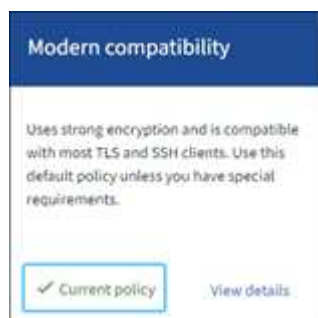 Modern compatibility
Uses strong encryption and is compatible
with most TLS and SSH clients. Use this
default policy unless you have special
requirements.
✓ Current policy
View details